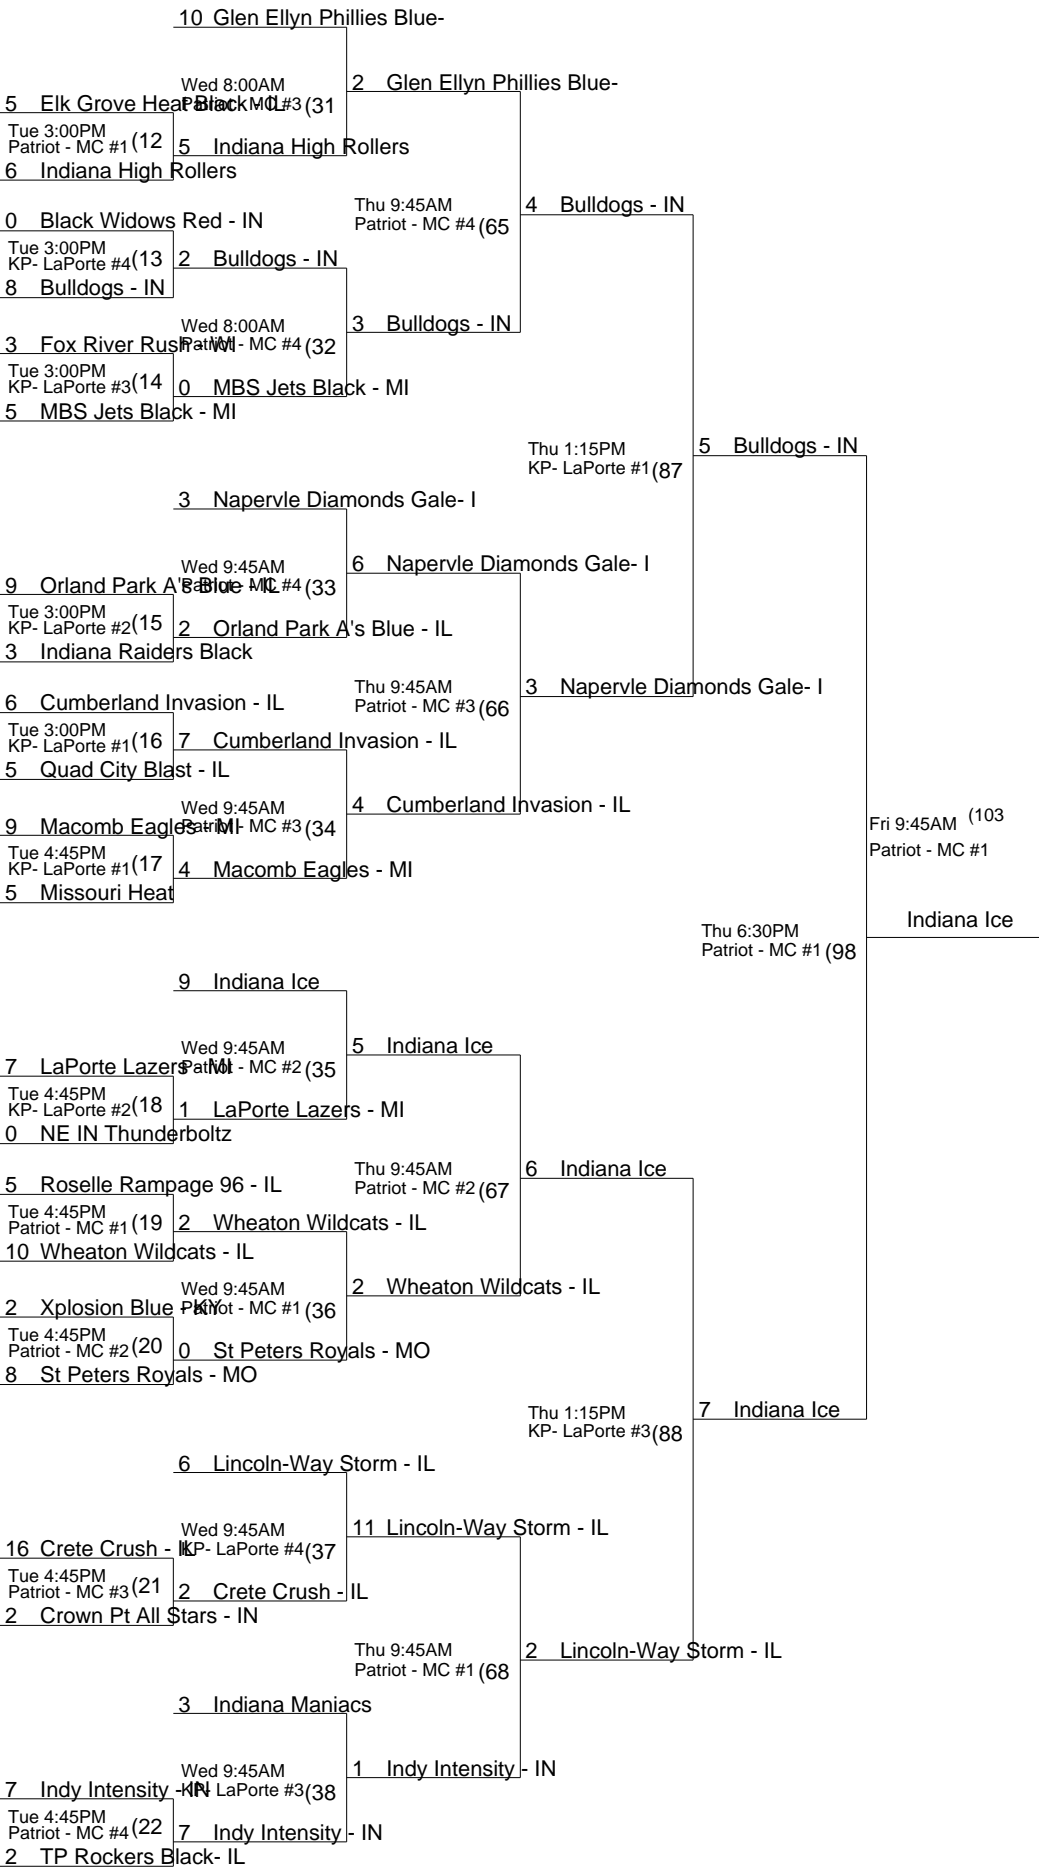 10 Glen Ellyn Phillies Blue-
Wed 8:00AM
Patriot - MC #3 (31
2 Glen Ellyn Phillies Blue-
5 Elk Grove Heat Black - IL
Tue 3:00PM
Patriot - MC #1 (12
5 Indiana High Rollers
6 Indiana High Rollers
Thu 9:45AM
Patriot - MC #4 (65
4 Bulldogs - IN
0 Black Widows Red - IN
Tue 3:00PM
KP- LaPorte #4 (13
2 Bulldogs - IN
8 Bulldogs - IN
Wed 8:00AM
Patriot - MC #4 (32
3 Bulldogs - IN
3 Fox River Rush - WI
Tue 3:00PM
KP- LaPorte #3 (14
0 MBS Jets Black - MI
5 MBS Jets Black - MI
Thu 1:15PM
KP- LaPorte #1 (87
5 Bulldogs - IN
3 Napervle Diamonds Gale- I
Wed 9:45AM
Patriot - MC #4 (33
6 Napervle Diamonds Gale- I
9 Orland Park A's Blue - IL
Tue 3:00PM
KP- LaPorte #2 (15
2 Orland Park A's Blue - IL
3 Indiana Raiders Black
Thu 9:45AM
Patriot - MC #3 (66
3 Napervle Diamonds Gale- I
6 Cumberland Invasion - IL
Tue 3:00PM
KP- LaPorte #1 (16
7 Cumberland Invasion - IL
5 Quad City Blast - IL
Wed 9:45AM
Patriot - MC #3 (34
4 Cumberland Invasion - IL
9 Macomb Eagles - MI
Tue 4:45PM
KP- LaPorte #1 (17
4 Macomb Eagles - MI
5 Missouri Heat
Fri 9:45AM (103
Patriot - MC #1
Indiana Ice
Thu 6:30PM
Patriot - MC #1 (98
9 Indiana Ice
Wed 9:45AM
Patriot - MC #2 (35
5 Indiana Ice
7 LaPorte Lazers - MI
Tue 4:45PM
KP- LaPorte #2 (18
1 LaPorte Lazers - MI
0 NE IN Thunderboltz
Thu 9:45AM
Patriot - MC #2 (67
6 Indiana Ice
5 Roselle Rampage 96 - IL
Tue 4:45PM
Patriot - MC #1 (19
2 Wheaton Wildcats - IL
10 Wheaton Wildcats - IL
Wed 9:45AM
Patriot - MC #1 (36
2 Wheaton Wildcats - IL
2 Xplosion Blue - KY
Tue 4:45PM
Patriot - MC #2 (20
0 St Peters Royals - MO
8 St Peters Royals - MO
Thu 1:15PM
KP- LaPorte #3 (88
7 Indiana Ice
6 Lincoln-Way Storm - IL
Wed 9:45AM
KP- LaPorte #4 (37
11 Lincoln-Way Storm - IL
16 Crete Crush - IL
Tue 4:45PM
Patriot - MC #3 (21
2 Crete Crush - IL
2 Crown Pt All Stars - IN
Thu 9:45AM
Patriot - MC #1 (68
2 Lincoln-Way Storm - IL
3 Indiana Maniacs
Wed 9:45AM
KP- LaPorte #3 (38
1 Indy Intensity - IN
7 Indy Intensity - IN
Tue 4:45PM
Patriot - MC #4 (22
7 Indy Intensity - IN
2 TP Rockers Black- IL